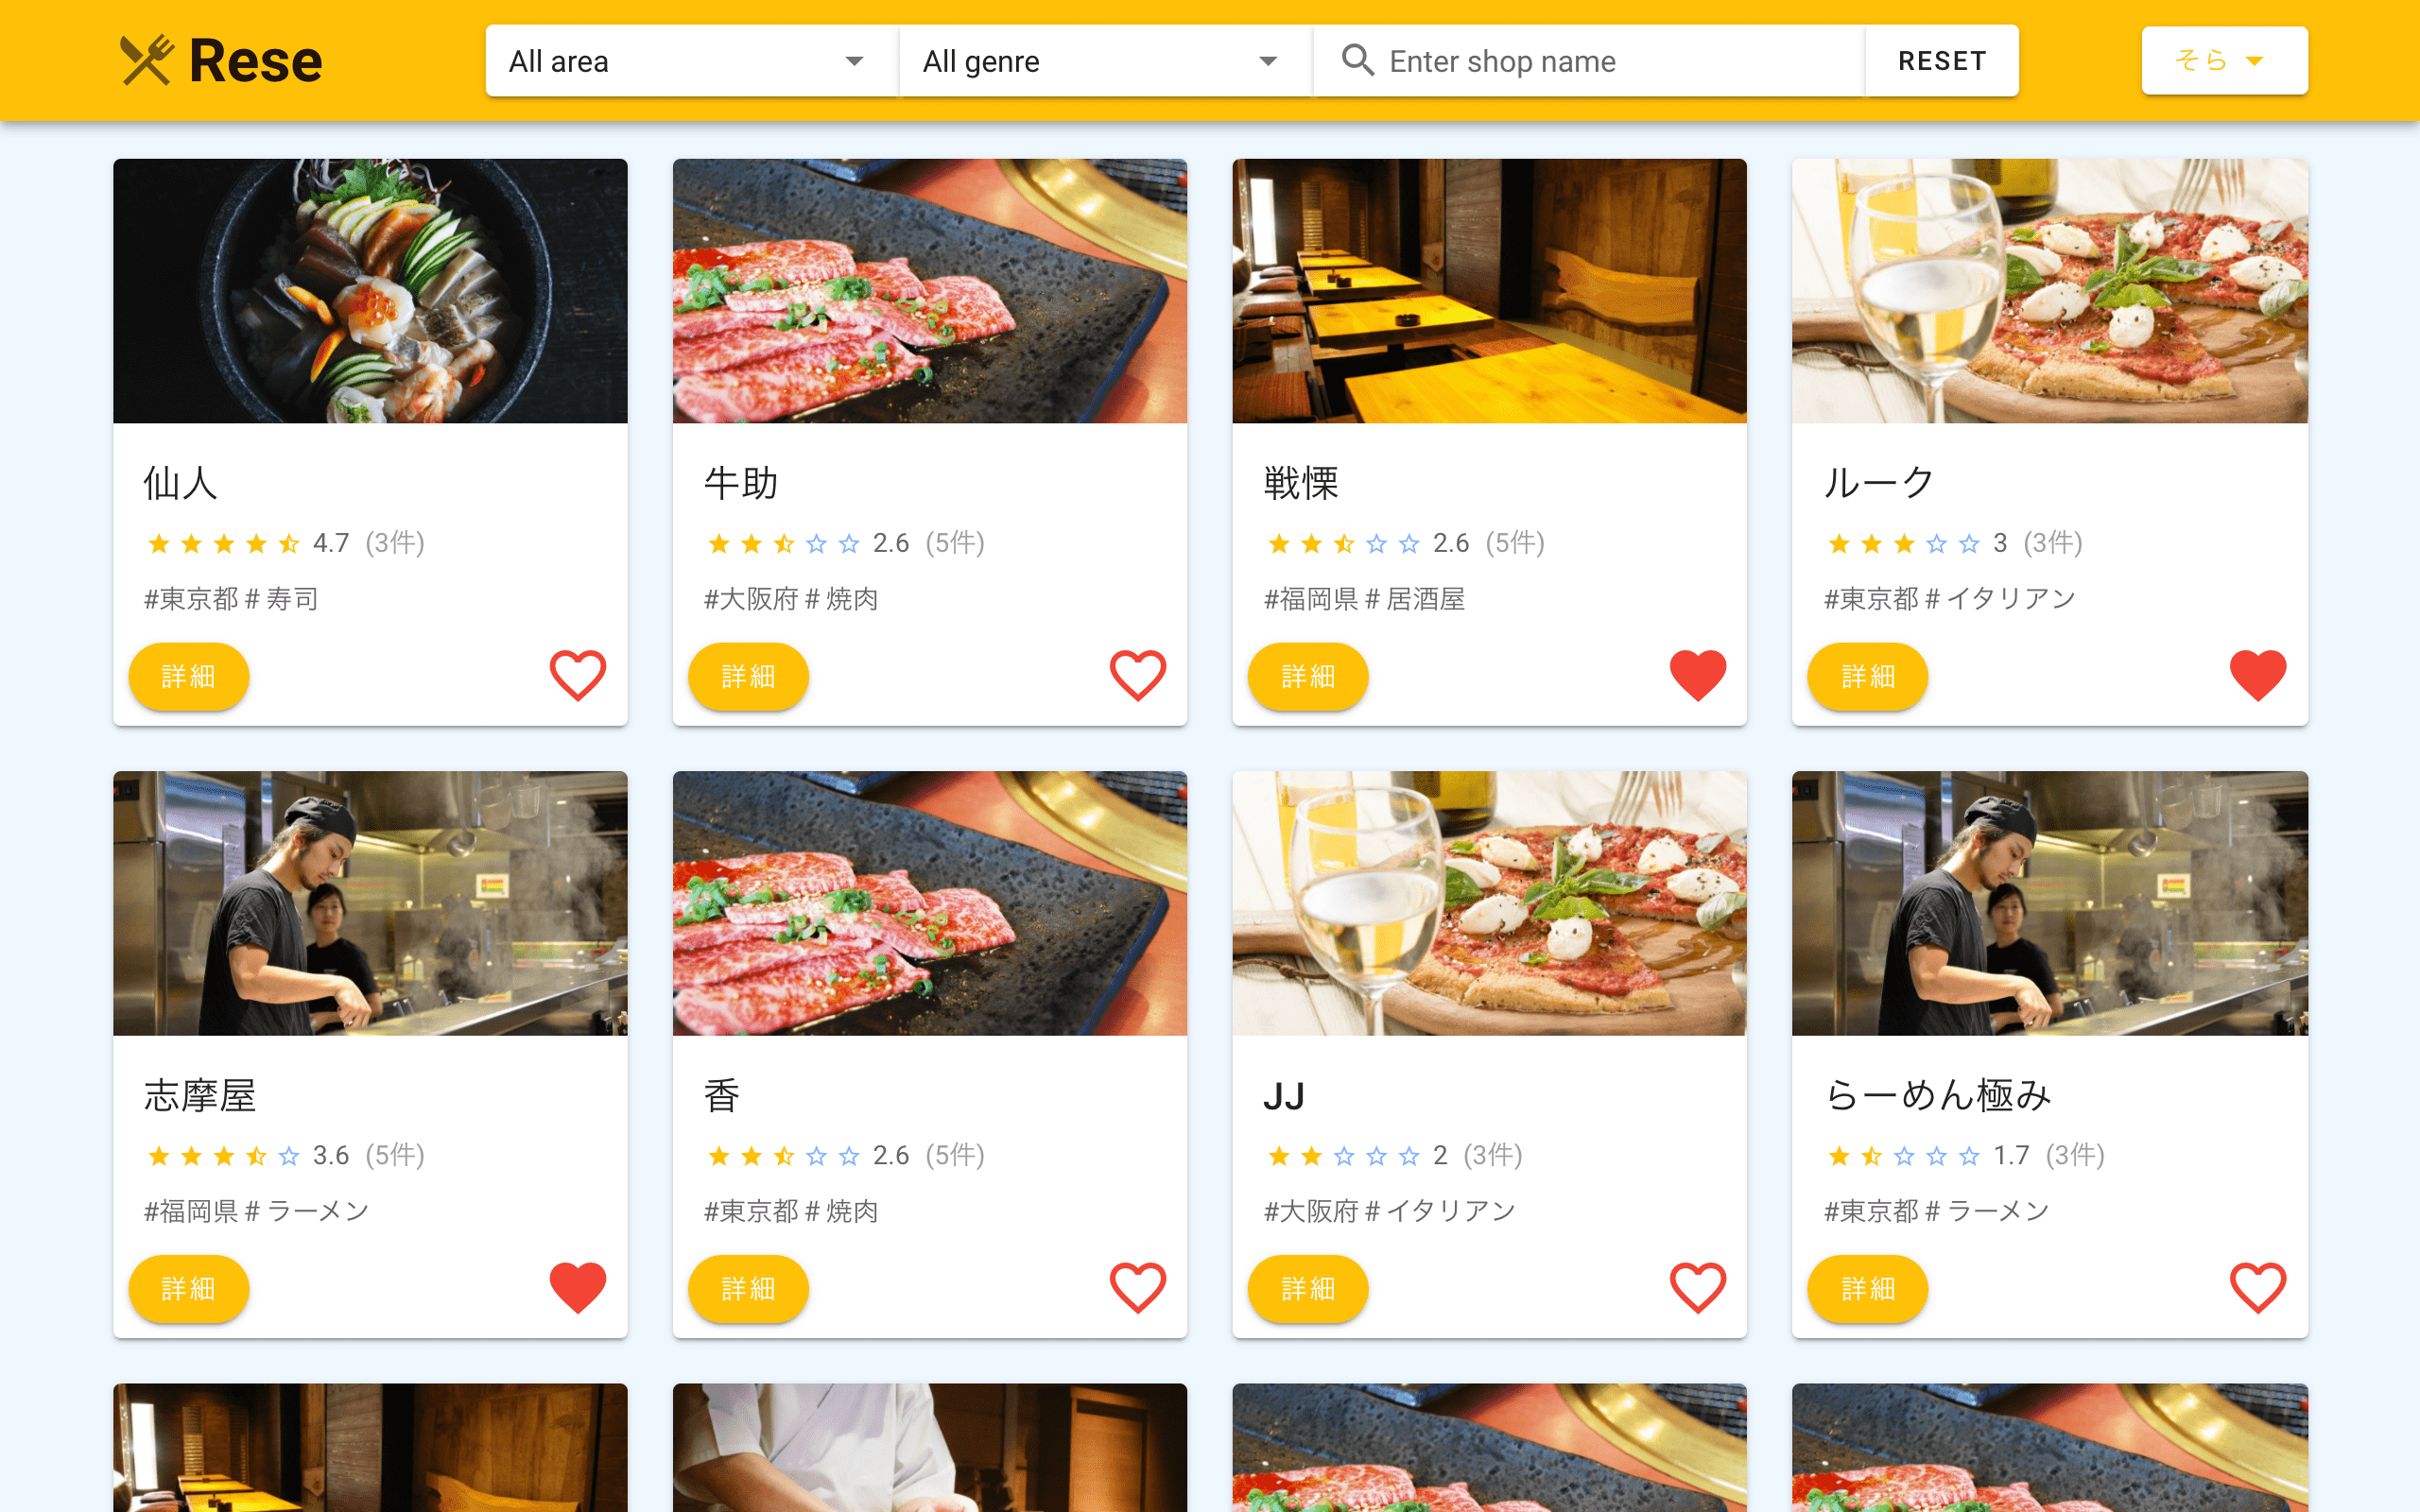 Rese
All area
All genre
Enter shop name
RESET
そら
仙人
4.7 (3件)
#東京都 # 寿司
詳細
牛助
2.6 (5件)
#大阪府 # 焼肉
詳細
戦慄
2.6 (5件)
#福岡県 # 居酒屋
詳細
ルーク
3 (3件)
#東京都 # イタリアン
詳細
志摩屋
3.6 (5件)
#福岡県 # ラーメン
詳細
香
2.6 (5件)
#東京都 # 焼肉
詳細
JJ
2 (3件)
#大阪府 # イタリアン
詳細
らーめん極み
1.7 (3件)
#東京都 # ラーメン
詳細